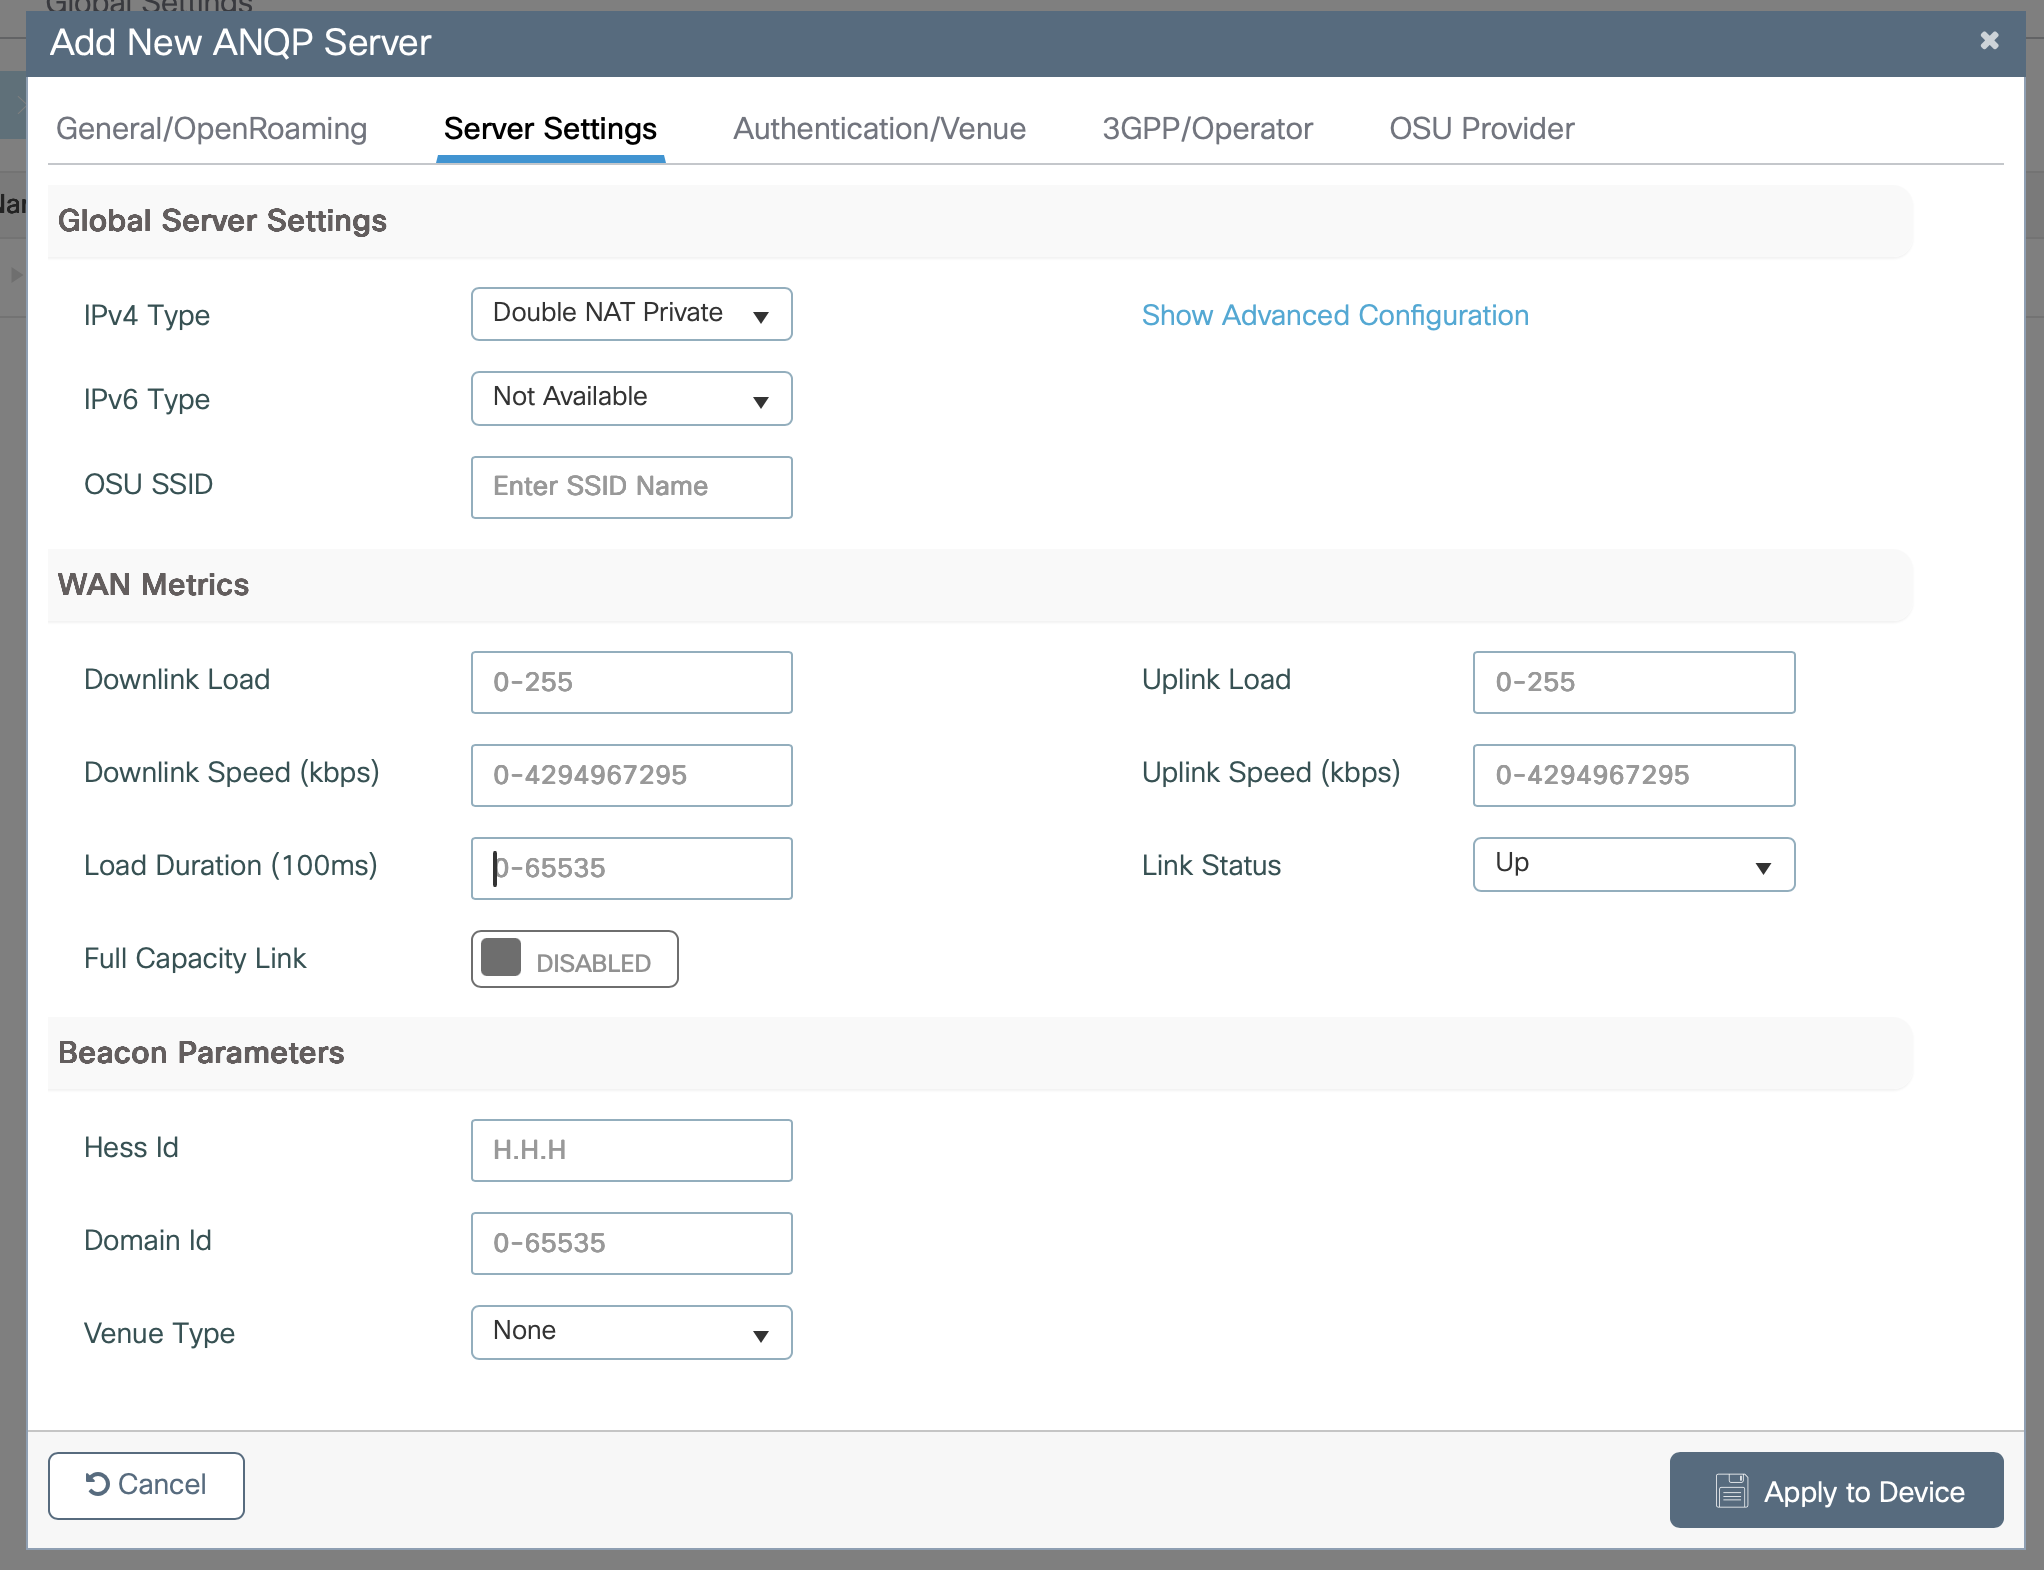 Global Settings
Add New ANQP Server
General/OpenRoaming Server Settings Authentication/Venue 3GPP/Operator OSU Provider
Global Server Settings
IPv4 Type Double NAT Private Show Advanced Configuration
IPv6 Type Not Available
OSU SSID Enter SSID Name
WAN Metrics
Downlink Load 0-255 Uplink Load 0-255
Downlink Speed (kbps) 0-4294967295 Uplink Speed (kbps) 0-4294967295
Load Duration (100ms) 0-65535 Link Status Up
Full Capacity Link DISABLED
Beacon Parameters
Hess Id H.H.H
Domain Id 0-65535
Venue Type None
Cancel Apply to Device